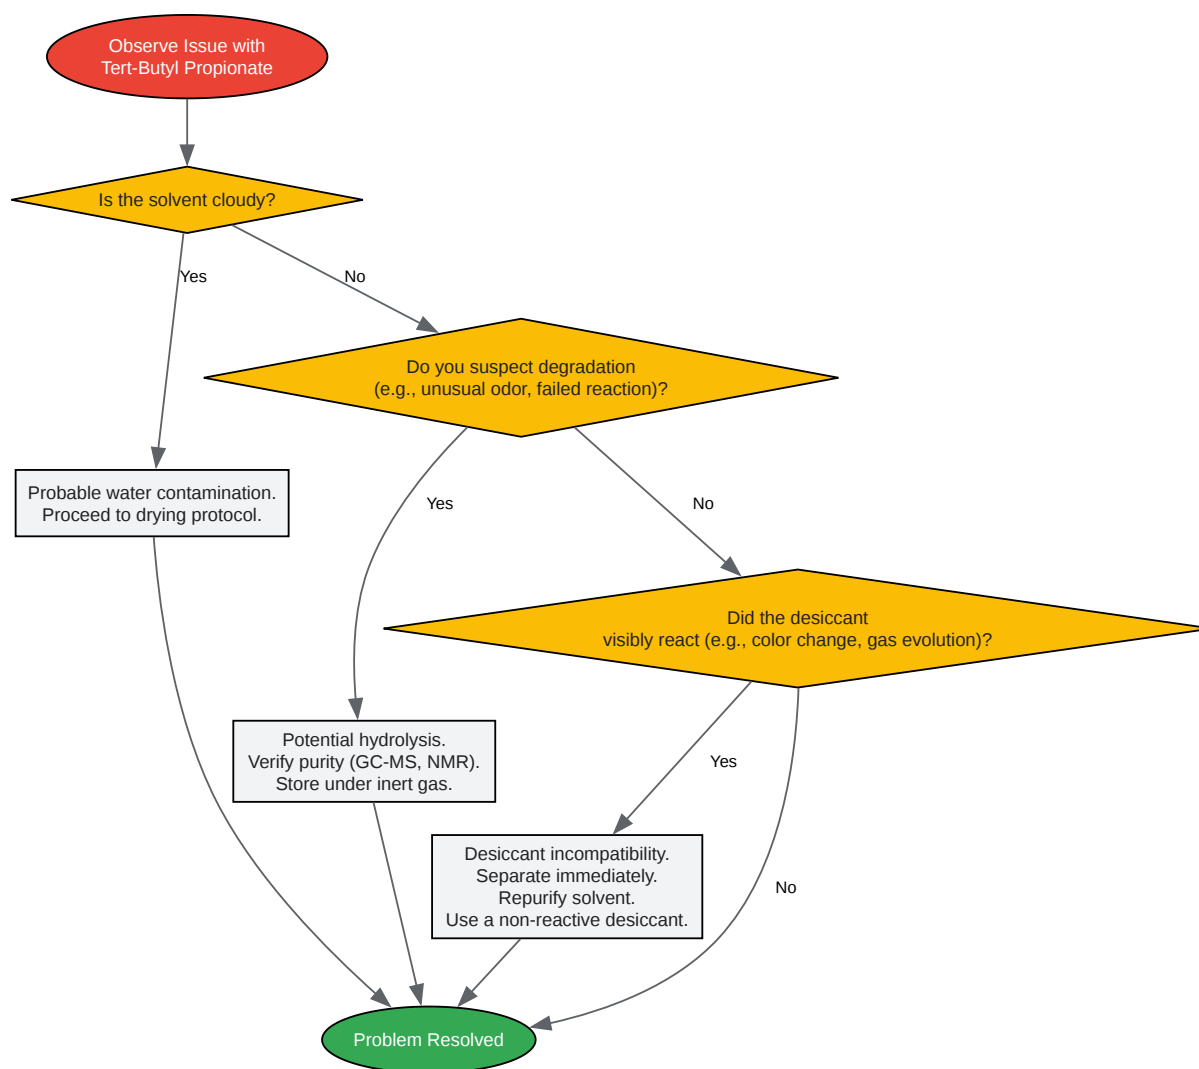 Observe Issue with
Tert-Butyl Propionate
Is the solvent cloudy?
Yes
No
Do you suspect degradation
(e.g., unusual odor, failed reaction)?
Probable water contamination.
Proceed to drying protocol.
Yes
No
Did the desiccant
visibly react (e.g., color change, gas evolution)?
Potential hydrolysis.
Verify purity (GC-MS, NMR).
Store under inert gas.
Yes
Desiccant incompatibility.
Separate immediately.
Repurify solvent.
Use a non-reactive desiccant.
No
Problem Resolved